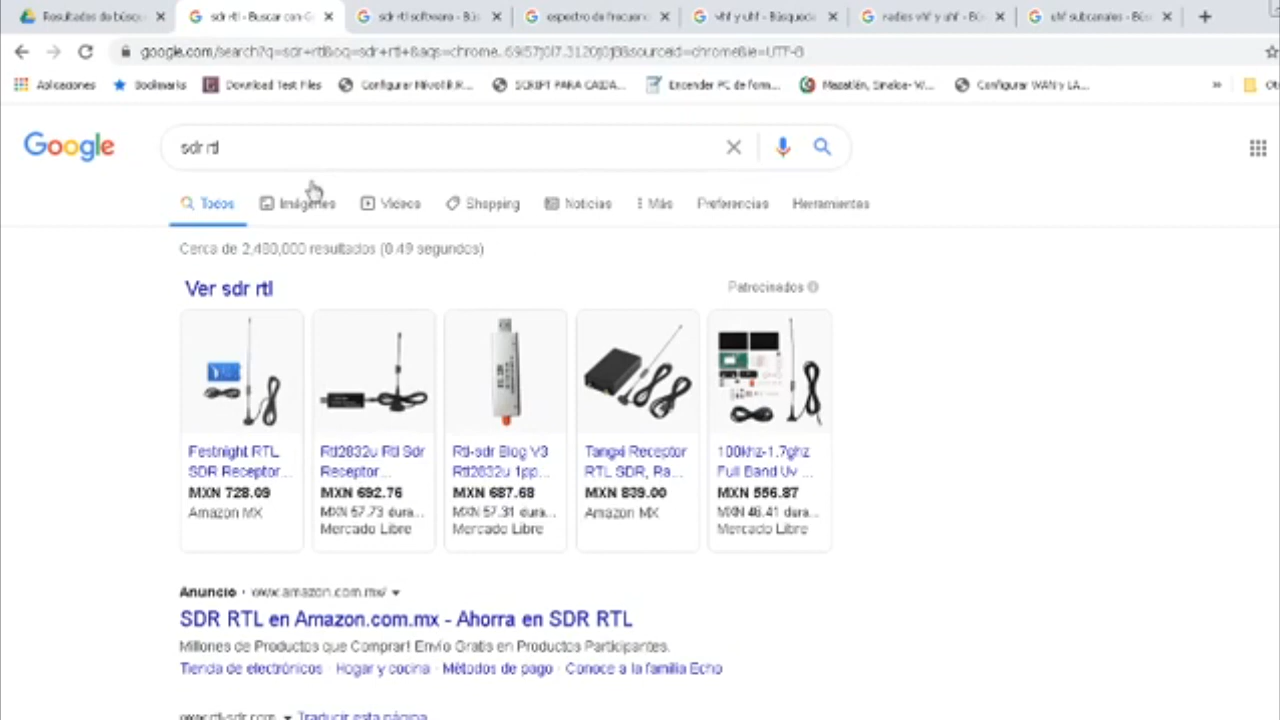 Resultados de búsqu
sdr rtl - Buscar con G
sdr rtl software - Bús
espectro de frecuenc
vhf y uhf - Búsqueda
radios vhf y uhf - Bú
uhf subcanales - Bús
google.com/search?q=sdr+rtl&oq=sdr+rtl+&aqs=chrome..69i57j0l7.3120j0j8&sourceid=chrome&ie=UTF-8
Aplicaciones
Bookmarks
Download Test Files
SCRIPT PARA CAIDA...
Encender PC de form...
Mazatlán, Sinaloa- W...
Configurar WAN y LA...
Google
sdr rtl
Todos
Imágenes
Vídeos
Shopping
Noticias
Más
Preferencias
Herramientas
Cerca de 2,480,000 resultados (0.49 segundos)
Ver sdr rtl
Patrocinados
Festnight RTL
SDR Receptor...
MXN 728.09
Amazon MX
Rtl2832u Rtl Sdr
Receptor...
MXN 692.76
MXN 57.73 dura...
Mercado Libre
Rtl-sdr Blog V3
Rtl2832u 1pp...
MXN 687.68
MXN 57.31 dura...
Mercado Libre
Tangxi Receptor
RTL SDR, Ra...
MXN 839.00
Amazon MX
100khz-1.7ghz
Full Band Uv ...
MXN 556.87
MXN 46.41 dura...
Mercado Libre
Anuncio · www.amazon.com.mx/
SDR RTL en Amazon.com.mx - Ahorra en SDR RTL
Millones de Productos que Comprar! Envío Gratis en Productos Participantes.
Tienda de electrónicos · Hogar y cocina · Métodos de pago · Conoce a la familia Echo
www.rtl-sdr.com Traducir esta página